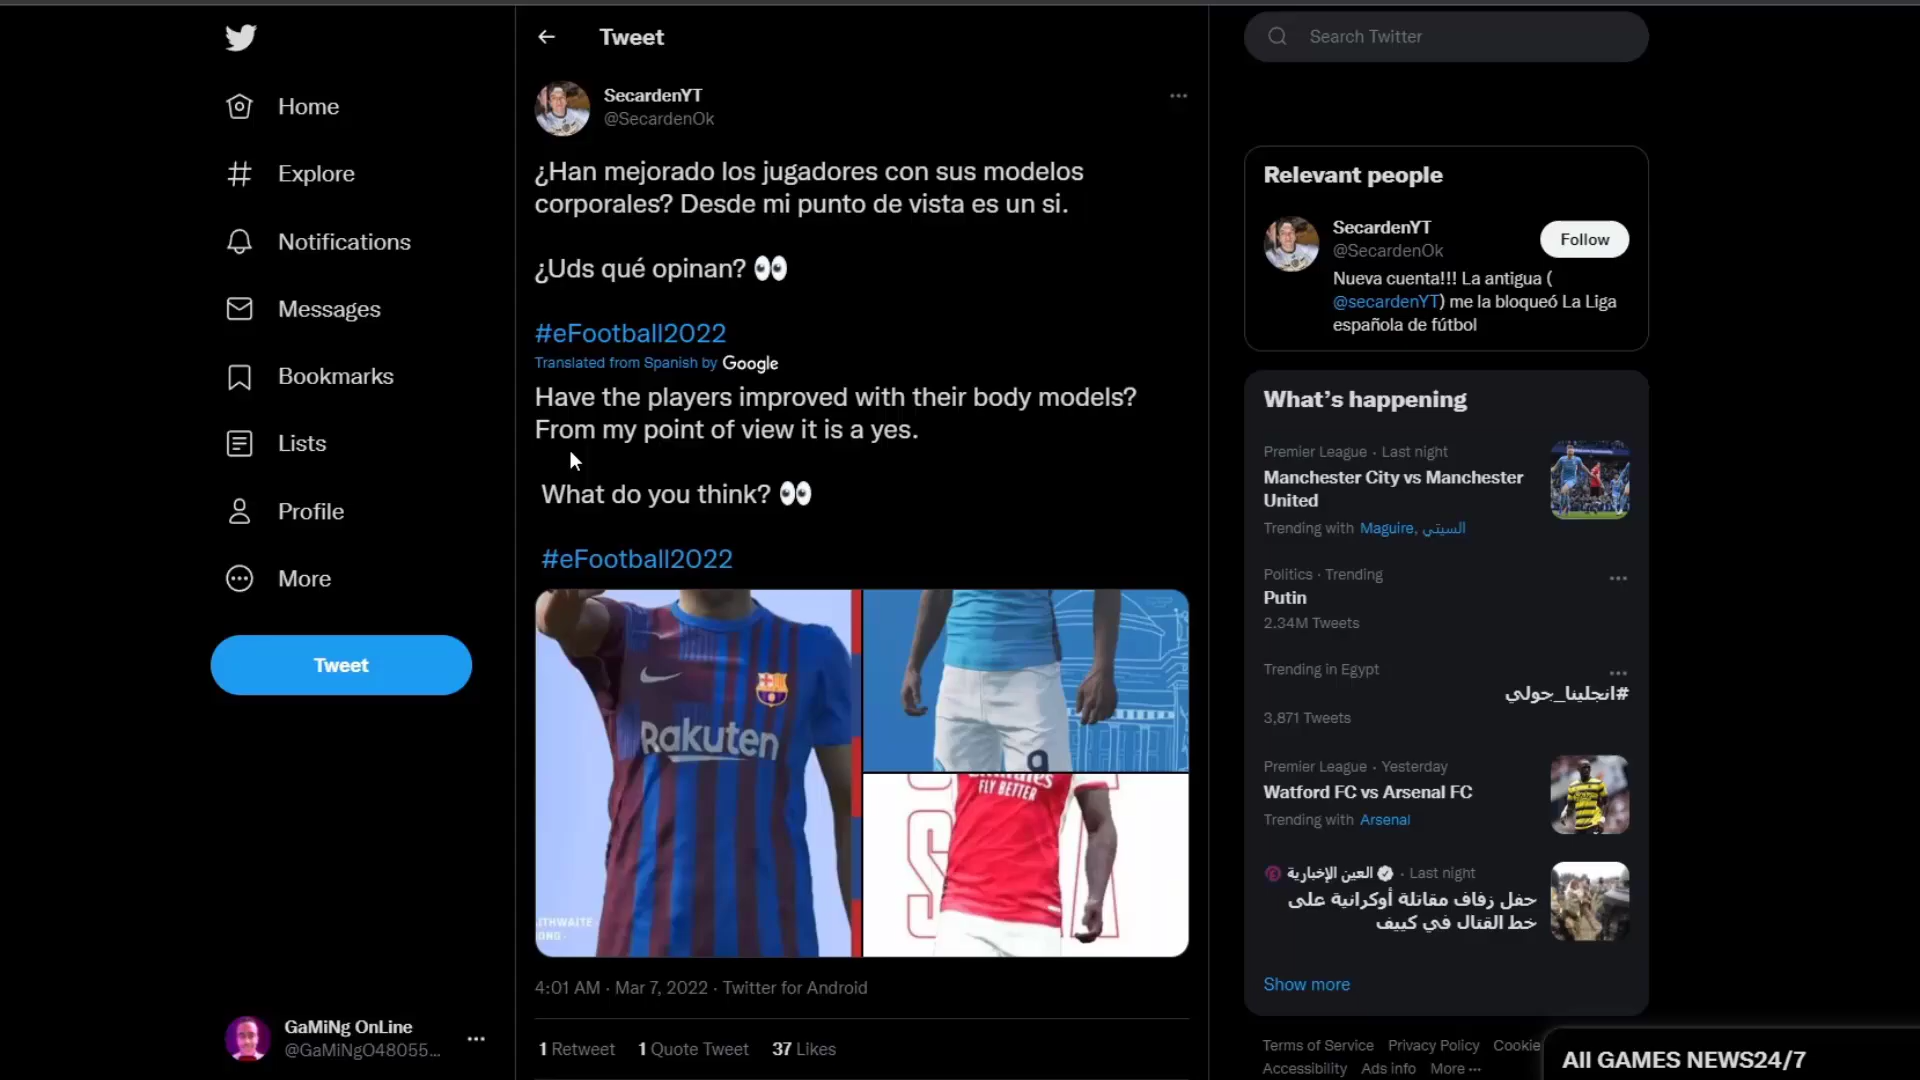 Home
Explore
Notifications
Messages
Bookmarks
Lists
Profile
More
Tweet
GaMiNg OnLine
@GaMiNgO48055...
Tweet
SecardenYT
@SecardenOk
¿Han mejorado los jugadores con sus modelos
corporales? Desde mi punto de vista es un si.
¿Uds qué opinan? 👀
#eFootball2022
Translated from Spanish by Google
Have the players improved with their body models?
From my point of view it is a yes.
What do you think? 👀
#eFootball2022
Rakuten
9
FLY BETTER
4:01 AM · Mar 7, 2022 · Twitter for Android
1 Retweet 1 Quote Tweet 37 Likes
Search Twitter
Relevant people
SecardenYT
@SecardenOk
Follow
Nueva cuenta!!! La antigua (
@secardenYT) me la bloqueó La Liga
española de fútbol
What's happening
Premier League · Last night
Manchester City vs Manchester
United
Trending with Maguire, السيتي
Politics · Trending
Putin
2.34M Tweets
Trending in Egypt
#انجلينا_جولي
3,871 Tweets
Premier League · Yesterday
Watford FC vs Arsenal FC
Trending with Arsenal
العين الإخبارية · Last night
حفل زفاف مقاتلة أوكرانية على
خط القتال في كييف
Show more
Terms of Service Privacy Policy Cookie
Accessibility Ads info More ...
All GAMES NEWS24/7